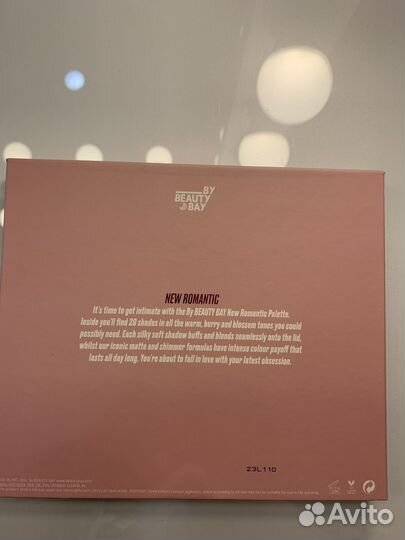 BY
BEAUTY
BAY
NEW ROMANTIC
It's time to get intimate with the By BEAUTY BAY New Romantic Palette.
Inside you'll find 20 shades in all the warm, berry and blossom tones you could
possibly need. Each silky soft shadow buffs and blends seamlessly onto the lid,
whilst our iconic matte and shimmer formulas have intense colour payoff that
lasts all day long. You're about to fall in love with your latest obsession.
23L110
Avito